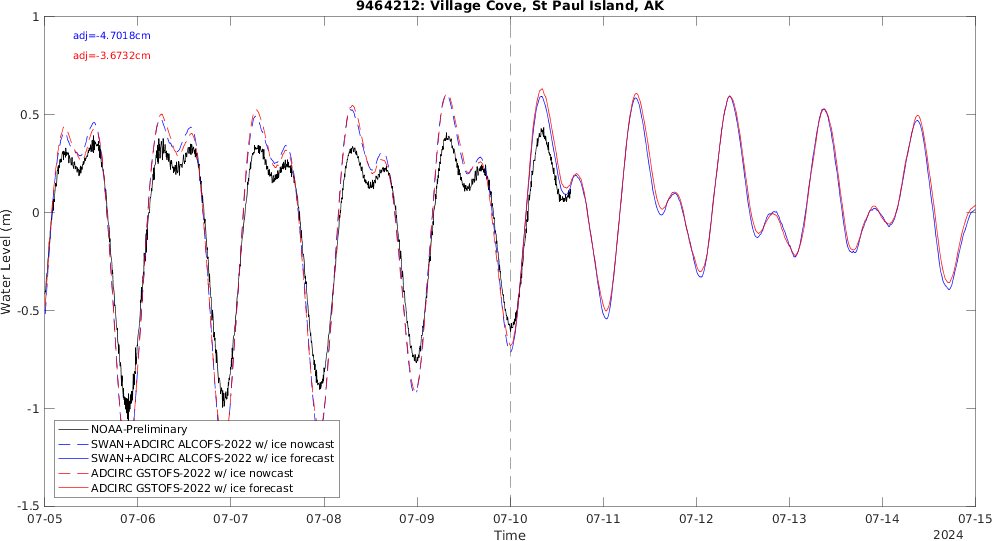 9464212: Village Cove, St Paul Island, AK
adj=-4.7018cm
adj=-3.6732cm
Water Level (m)
1
0.5
0
-0.5
-1
-1.5
NOAA-Preliminary
SWAN+ADCIRC ALCOFS-2022 w/ ice nowcast
SWAN+ADCIRC ALCOFS-2022 w/ ice forecast
ADCIRC GSTOFS-2022 w/ ice nowcast
ADCIRC GSTOFS-2022 w/ ice forecast
07-05 07-06 07-07 07-08 07-09 07-10 07-11 07-12 07-13 07-14 07-15
Time
2024